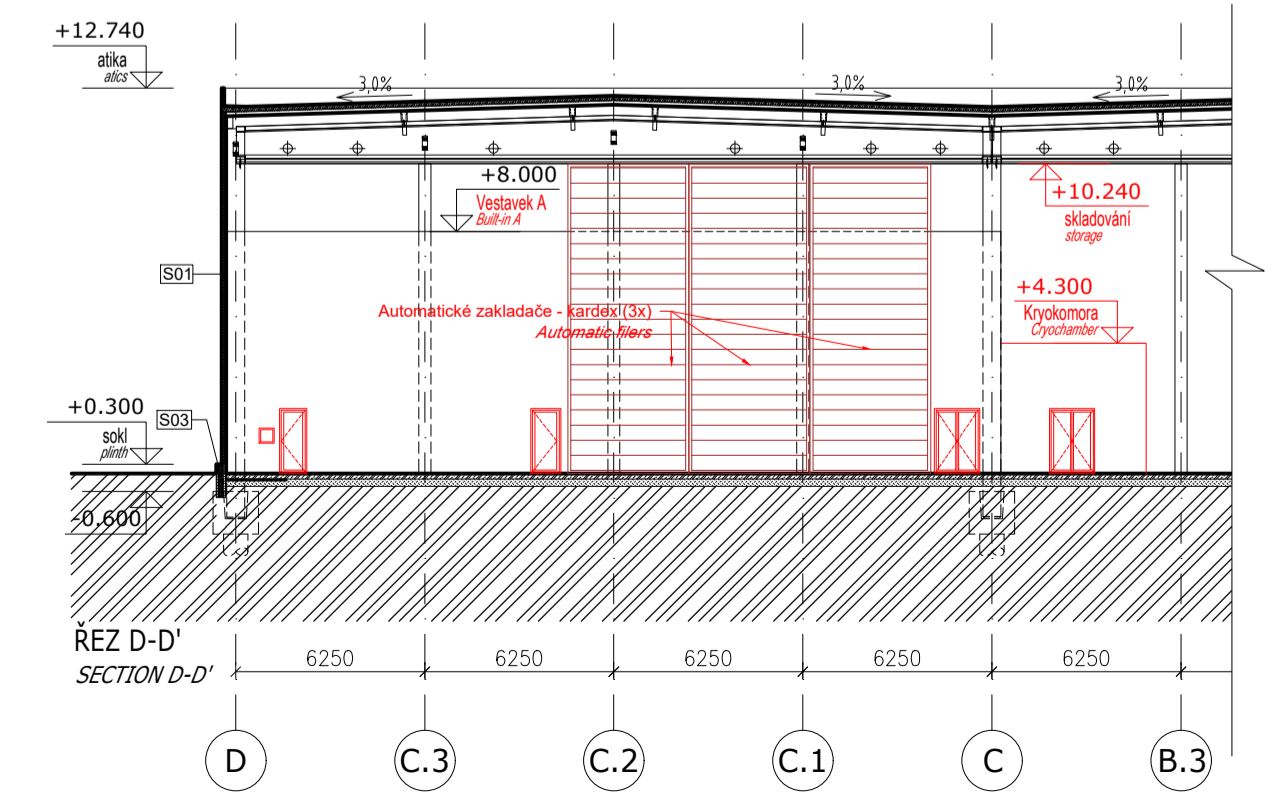 +12.740
atika
atics
3,0%
3,0%
3,0%
+8.000
Vestavek A
Built-in A
+10.240
skladování
storage
S01
+4.300
Kryokomora
Cryochamber
Automatické zakladače - kardex (3x)
Automatic filers
+0.300
sokl
plinth
S03
-0.600
ŘEZ D-D'
SECTION D-D'
6250
6250
6250
6250
6250
D
C.3
C.2
C.1
C
B.3